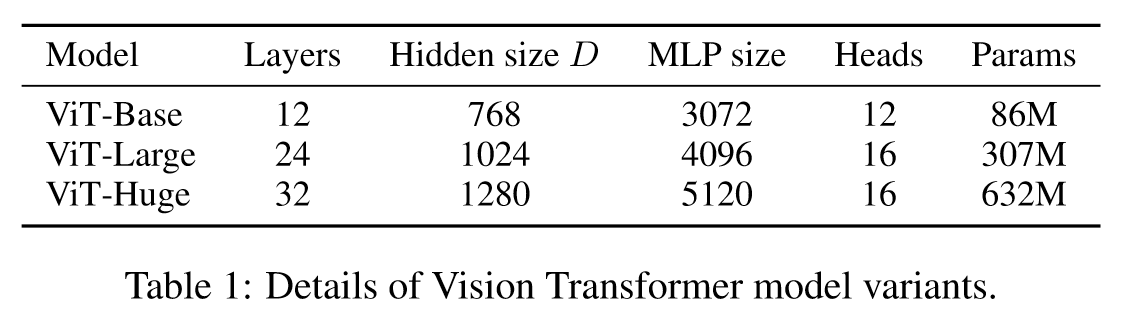 Model Layers Hidden size D MLP size Heads Params
ViT-Base 12 768 3072 12 86M
ViT-Large 24 1024 4096 16 307M
ViT-Huge 32 1280 5120 16 632M
Table 1: Details of Vision Transformer model variants.